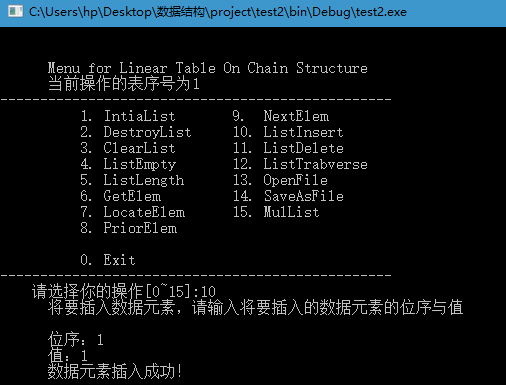 C:\Users\hp\Desktop\数据结构\project\test2\bin\Debug\test2.exe
Menu for Linear Table On Chain Structure
当前操作的表序号为1
-------------------------------------------------
1. IntiaList 9. NextElem
2. DestroyList 10. ListInsert
3. ClearList 11. ListDelete
4. ListEmpty 12. ListTrabverse
5. ListLength 13. OpenFile
6. GetElem 14. SaveAsFile
7. LocateElem 15. MulList
8. PriorElem
0. Exit
-------------------------------------------------
请选择你的操作[0~15]:10
将要插入数据元素，请输入将要插入的数据元素的位序与值
位序：1
值：1
数据元素插入成功!